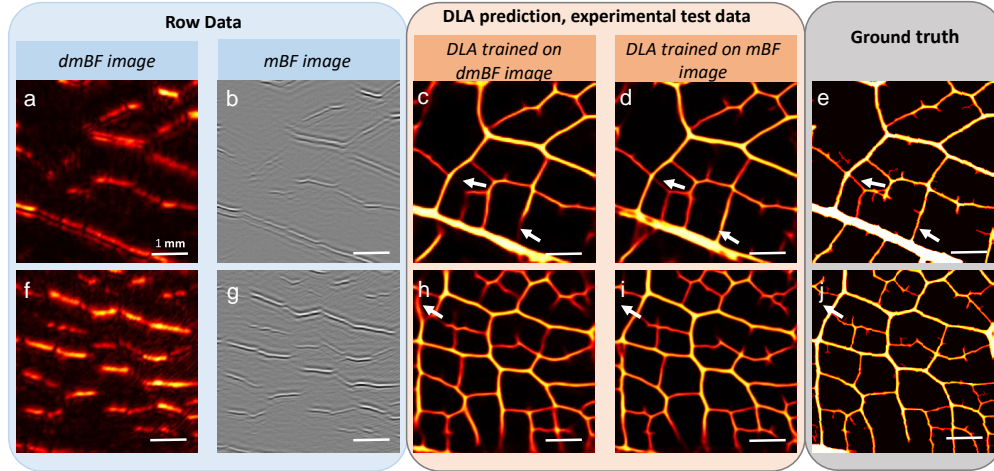 Row Data
DLA prediction, experimental test data
Ground truth
dmBF image
mBF image
DLA trained on
dmBF image
DLA trained on mBF
image
a
b
c
d
e
1 mm
f
g
h
i
j